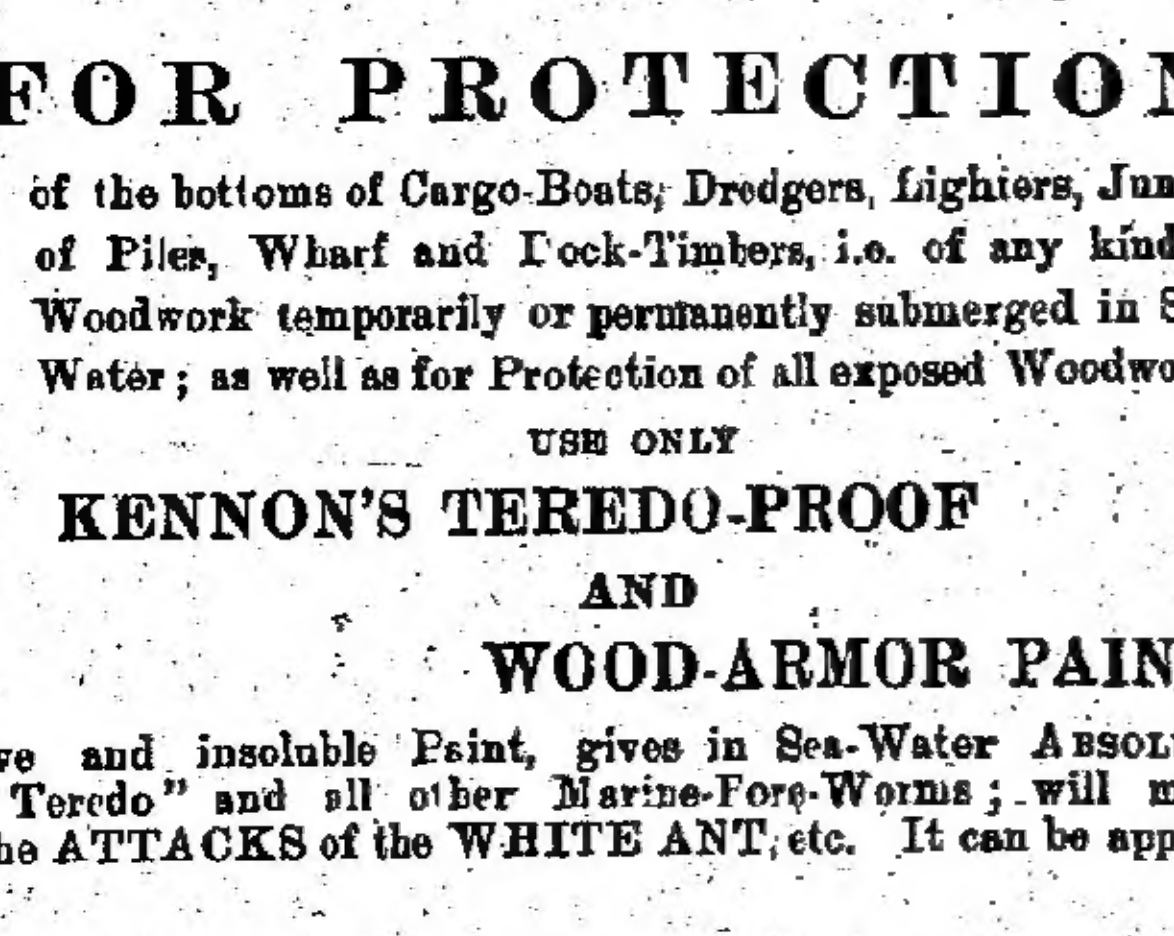 FOR PROTECTION
of the bottoms of Cargo-Boats, Dredgers, Lighters, Jun
of Piles, Wharf and Dock-Timbers, i.e. of any kind
Woodwork temporarily or permanently submerged in S
Water; as well as for Protection of all exposed Woodwo
USE ONLY
KENNON'S TEREDO-PROOF
AND
WOOD-ARMOR PAIN
ve and insoluble Paint, gives in Sea-Water ABSOL
Teredo" and all other Marine-Fore-Worms; will m
he ATTACKS of the WHITE ANT, etc. It can be app